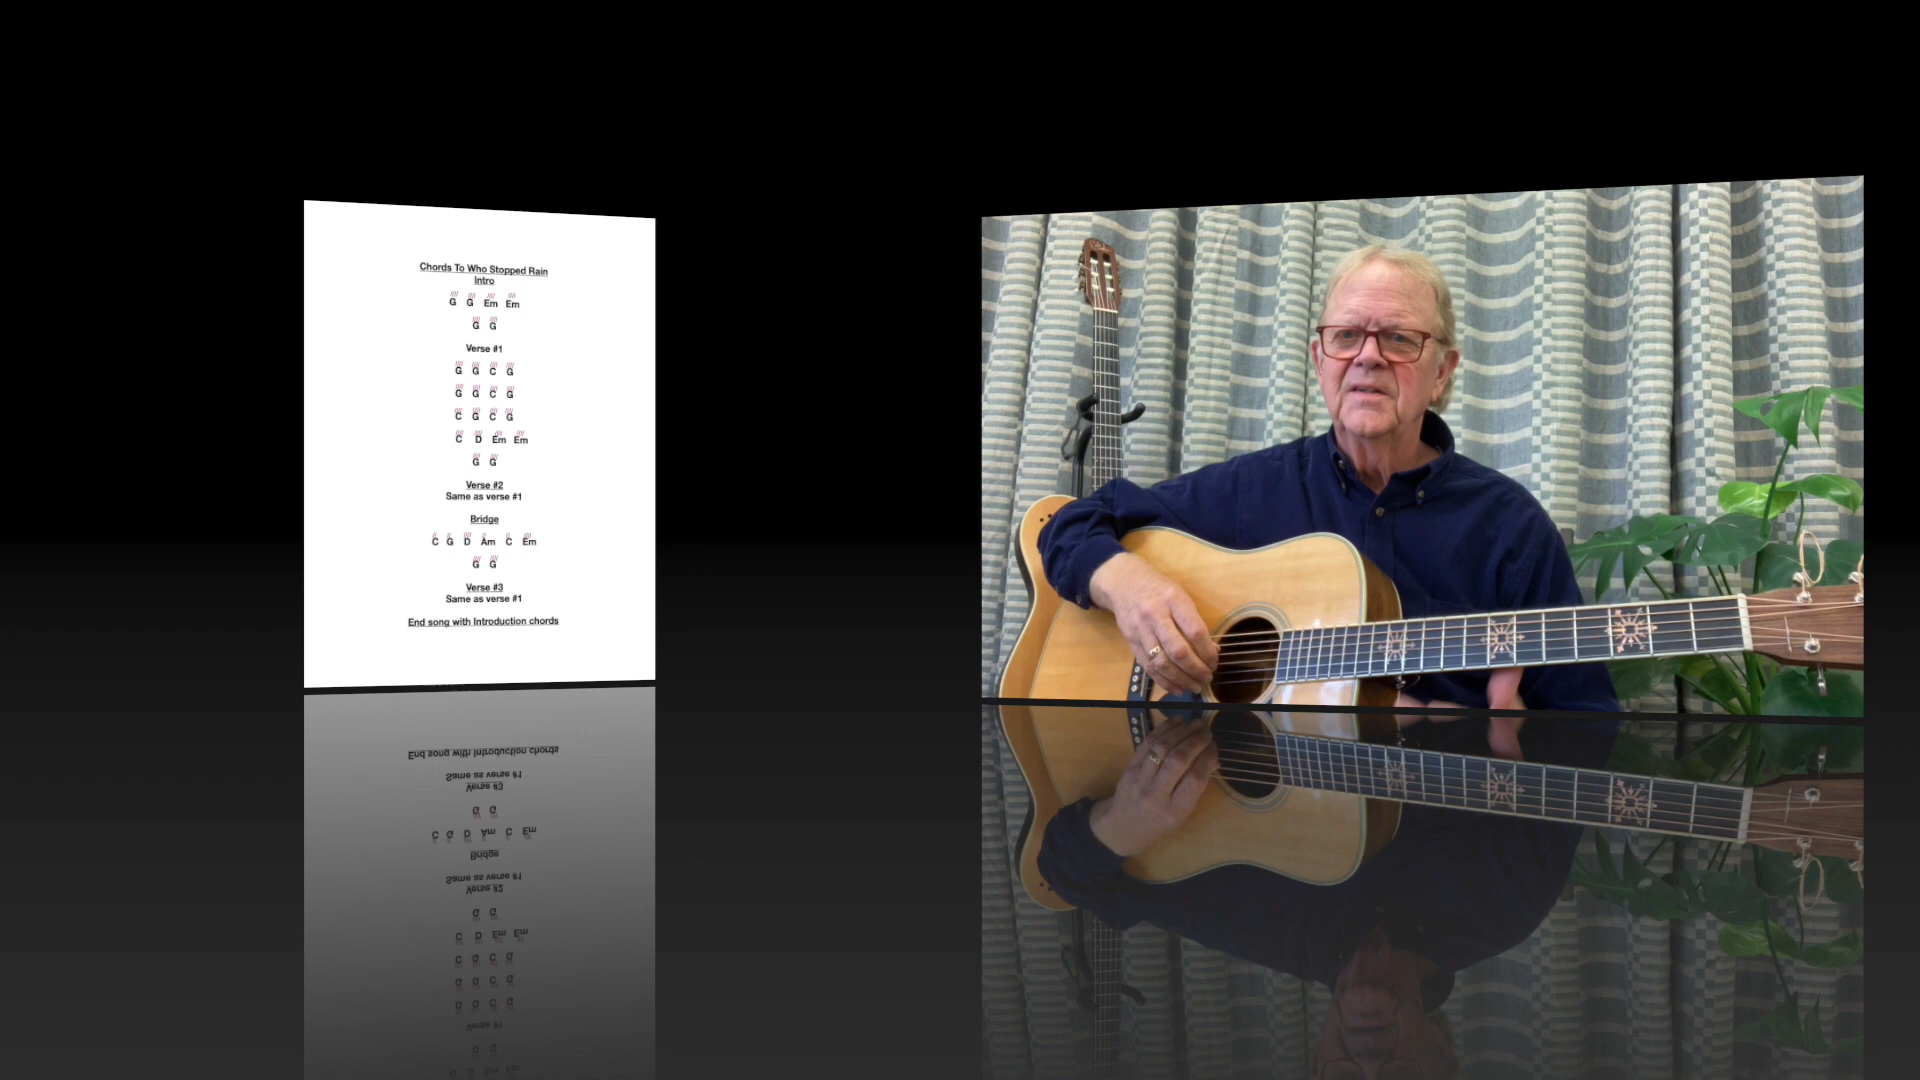 Chords To Who Stopped Rain
Intro
//// //// //// ////
G G Em Em
//// ////
G G
Verse #1
//// //// //// ////
G G C G
//// //// //// ////
G G C G
//// //// //// ////
C G C G
//// //// //// ////
C D Em Em
//// ////
G G
Verse #2
Same as verse #1
Bridge
C G D Am C Em
//// ////
G G
Verse #3
Same as verse #1
End song with Introduction chords